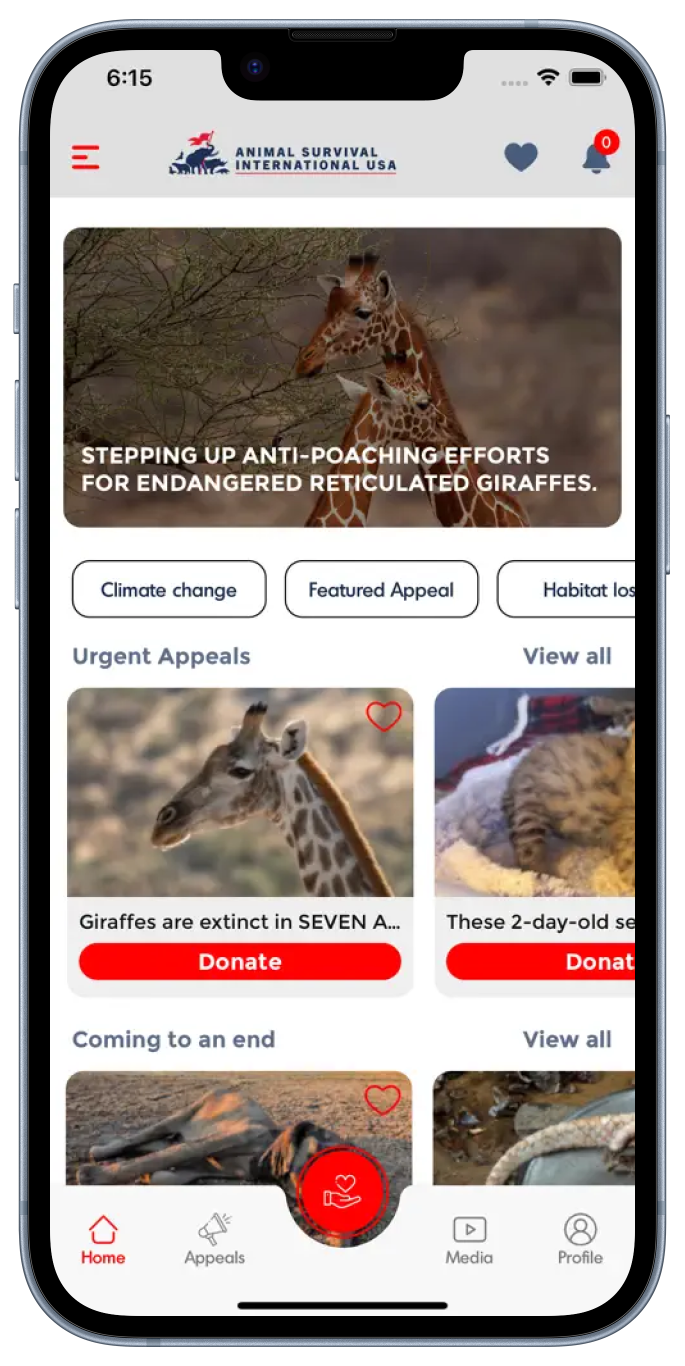 6:15
ANIMAL SURVIVAL
INTERNATIONAL USA
0
STEPPING UP ANTI-POACHING EFFORTS
FOR ENDANGERED RETICULATED GIRAFFES.
Climate change
Featured Appeal
Habitat los
Urgent Appeals
View all
Giraffes are extinct in SEVEN A...
These 2-day-old se
Donate
Donat
Coming to an end
View all
Home
Appeals
Media
Profile